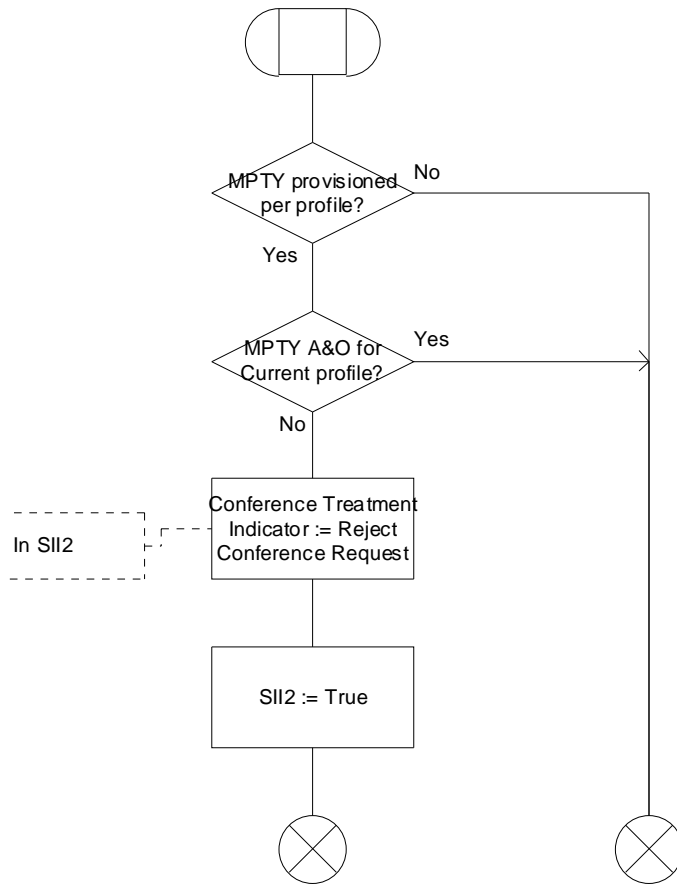 MPTY provisioned
per profile?
No
Yes
MPTY A&O for
Current profile?
Yes
No
Conference Treatment
Indicator := Reject
Conference Request
In SII2
SII2 := True